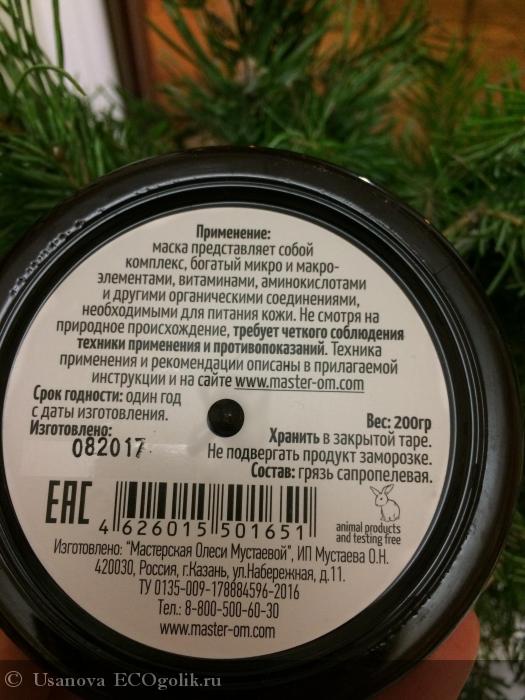 Применение:
маска представляет собой
комплекс, богатый микро и макро-
элементами, витаминами, аминокислотами
и другими органическими соединениями,
необходимыми для питания кожи. Не смотря на
природное происхождение, требует четкого соблюдения
техники применения и противопоказаний. Техника
применения и рекомендации описаны в прилагаемой
инструкции и на сайте www.master-om.com
Срок годности: один год
с даты изготовления.
Изготовлено:
082017
Вес: 200гр
Хранить в закрытой таре.
Не подвергать продукт заморозке.
Состав: грязь сапропелевая.
EAC
4 626015 501651
animal products
and testing free
Изготовлено: "Мастерская Олеси Мустаевой", ИП Мустаева О.Н.
420030, Россия, г.Казань, ул.Набережная, д.11.
ТУ 0135-009-178884596-2016
Тел.: 8-800-500-60-30
www.master-om.com
© Usanova ECOgolik.ru